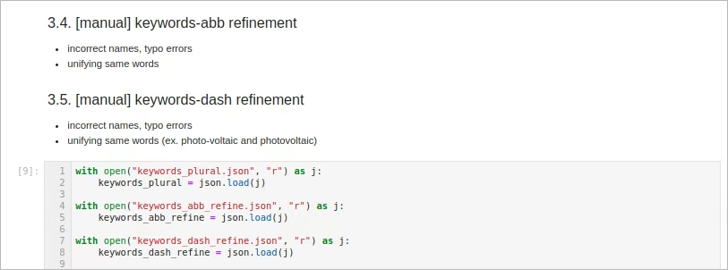 3.4. [manual] keywords-abb refinement
• incorrect names, typo errors
• unifying same words
3.5. [manual] keywords-dash refinement
• incorrect names, typo errors
• unifying same words (ex. photo-voltaic and photovoltaic)
[9]: 1 with open("keywords_plural.json", "r") as j:
2     keywords_plural = json.load(j)
3
4 with open("keywords_abb_refine.json", "r") as j:
5     keywords_abb_refine = json.load(j)
6
7 with open("keywords_dash_refine.json", "r") as j:
8     keywords_dash_refine = json.load(j)
9